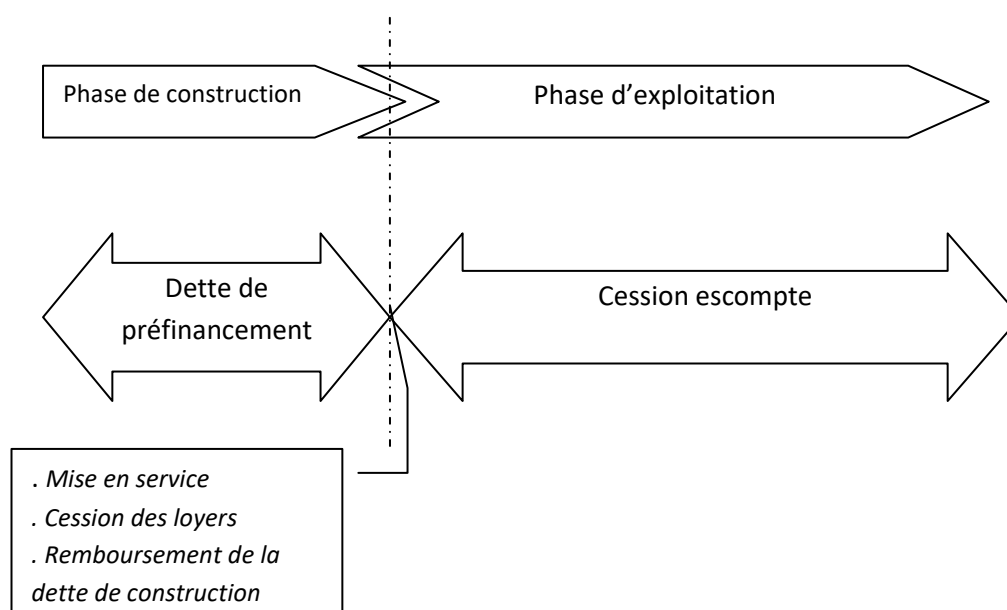 Phase de construction
Phase d’exploitation
Dette de
préfinancement
Cession escompte
. Mise en service
. Cession des loyers
. Remboursement de la
dette de construction